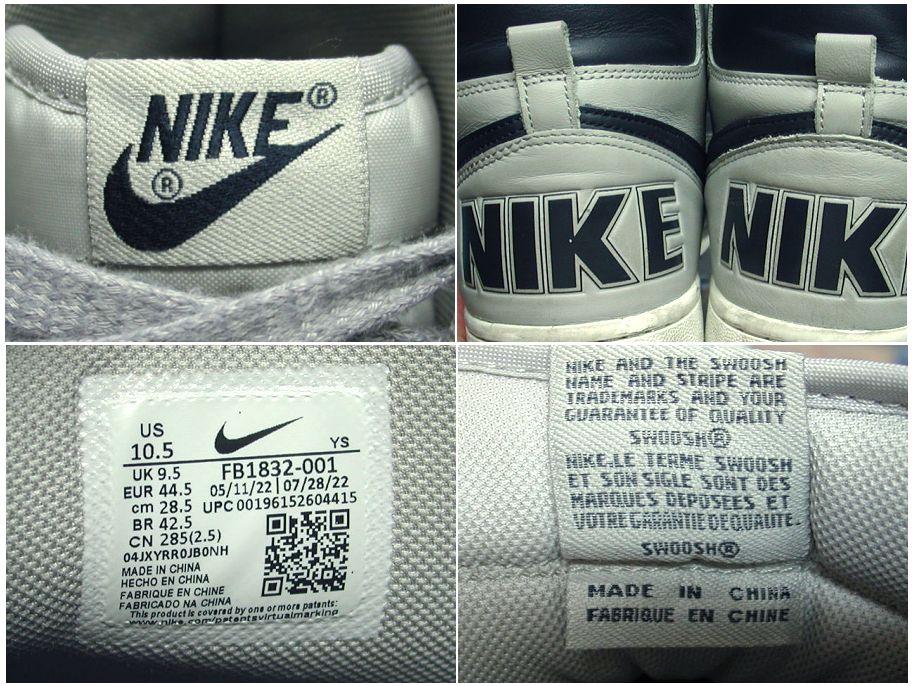 NIKE®
®
NIKE
NIK
US
10.5
YS
UK 9.5
FB1832-001
EUR 44.5
05/11/22 | 07/28/22
cm 28.5
UPC 00196152604415
BR 42.5
CN 285(2.5)
04JXYRR0JB0NH
MADE IN CHINA
HECHO EN CHINA
FABRIQUE EN CHINE
FABRICADO NA CHINA
This product is covered by one or more patents:
www.nike.com/patentsvirtualmarking
NIKE AND THE SWOOSH
NAME AND STRIPE ARE
TRADEMARKS AND YOUR
GUARANTEE OF QUALITY
SWOOSH®
NIKE.LE TERME SWOOSH
ET SON SIGLE SONT DES
MARQUES DEPOSEES ET
VOTRE GARANTIE DE QUALITE.
SWOOSH®
MADE IN CHINA
FABRIQUE EN CHINE